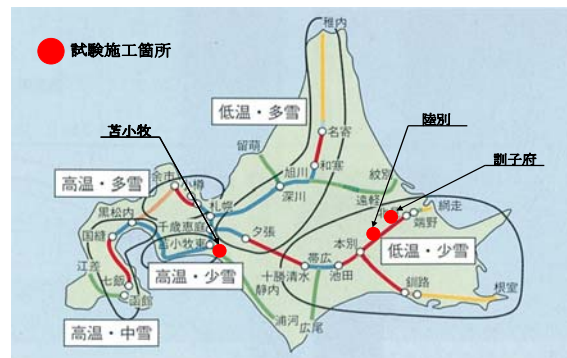 稚内
試験施工箇所
低温・多雪
名寄
苫小牧
留萌
陸別
和寒
訓子府
旭川
紋別
高温・多雪
余市
小樽
深川
遠軽
網走
札幌
端野
黒松内
千歳恵庭
夕張
国縫
苫小牧東
本別
低温・少雪
帯広
江差
高温・少雪
十勝清水
池田
七飯
静内
釧路
根室
函館
高温・中雪
浦河
広尾